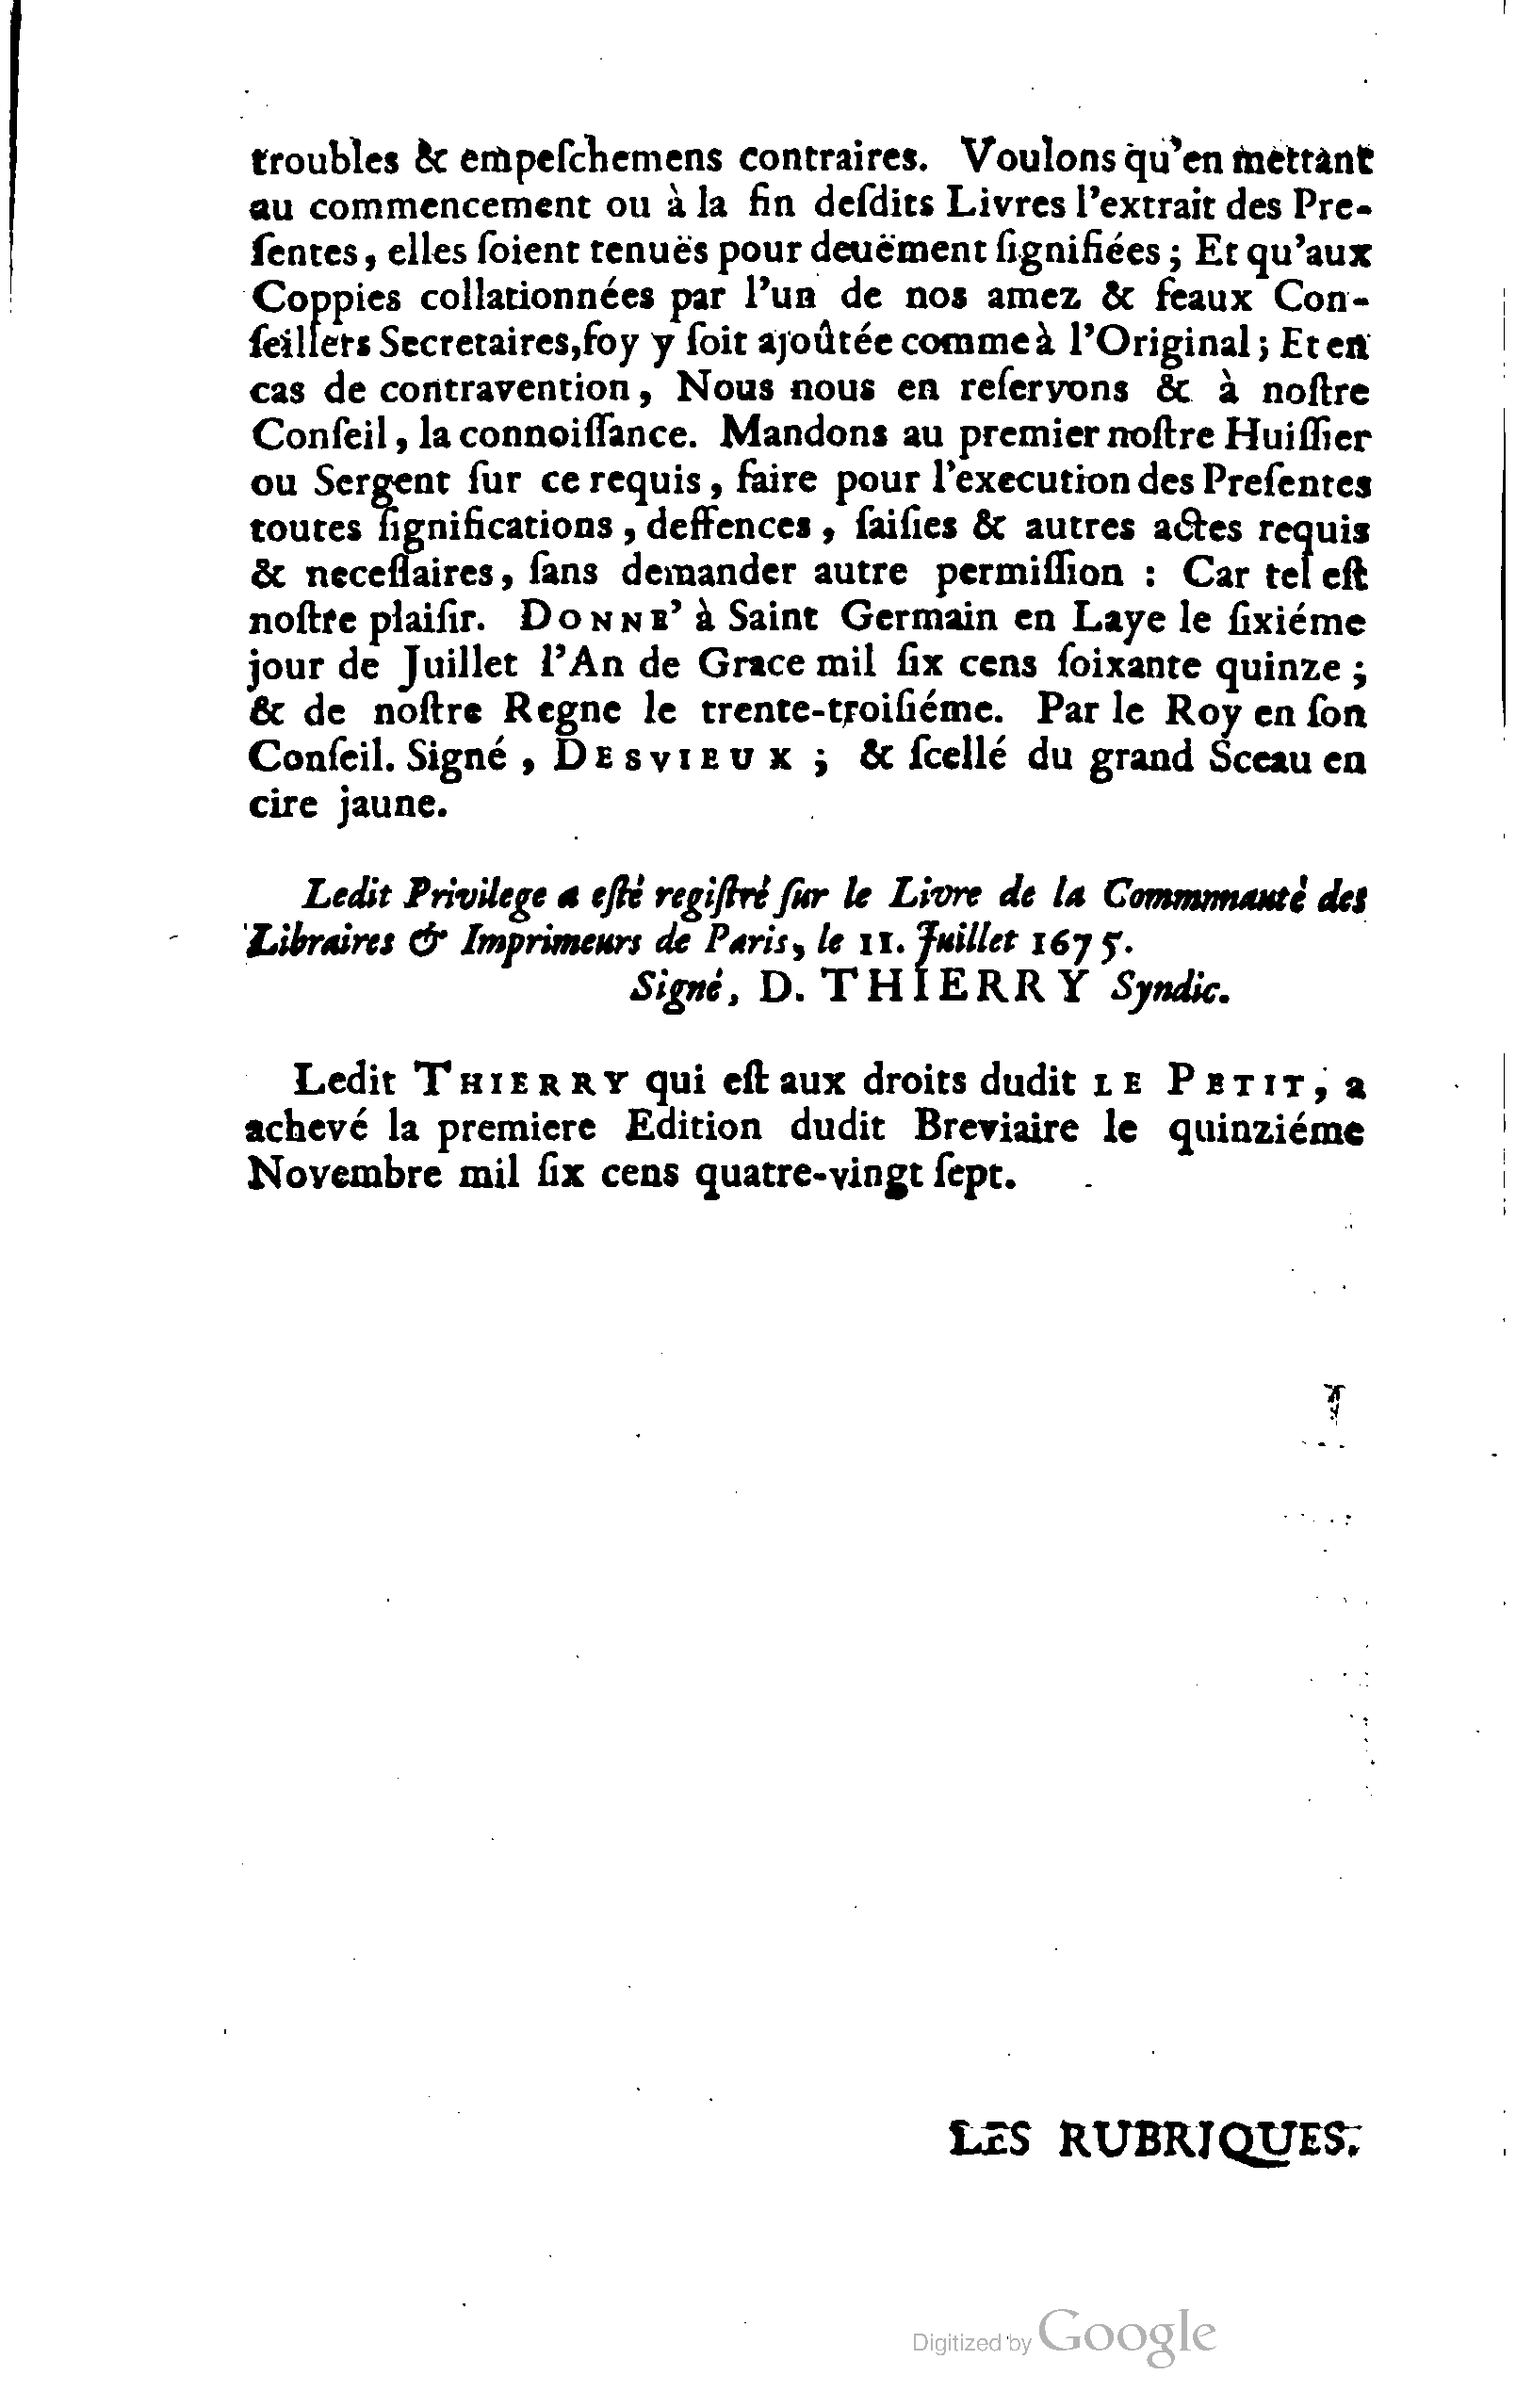 troubles & empeſchemens contraires. Voulons qu'en mettant
au commencement ou à la fin deſdits Livres l'extrait des Pre-
ſentes, elles ſoient tenuës pour deuëment ſignifiées ; Et qu'aux
Coppies collationnées par l'un de nos amez & feaux Con-
ſeillers Secretaires,foy y ſoit ajoûtée comme à l'Original ; Et en
cas de contravention, Nous nous en reſervons & à noſtre
Conſeil, la connoiſſance. Mandons au premier noſtre Huiſſier
ou Sergent ſur ce requis, faire pour l'execution des Preſentes
toutes ſignifications, deffences, ſaiſies & autres actes requis
& neceſſaires, ſans demander autre permiſſion : Car tel eſt
noſtre plaiſir. DONNE' à Saint Germain en Laye le ſixiéme
jour de Juillet l'An de Grace mil ſix cens ſoixante quinze ;
& de noſtre Regne le trente-troiſiéme. Par le Roy en ſon
Conſeil. Signé, DESVIEUX ; & ſcellé du grand Sceau en
cire jaune.
Ledit Privilege a eſté regiſtré ſur le Livre de la Communauté des
Libraires & Imprimeurs de Paris, le 11. Juillet 1675.
Signé, D. THIERRY Syndic.
Ledit THIERRY qui eſt aux droits dudit LE PETIT, a
achevé la premiere Edition dudit Breviaire le quinziéme
Novembre mil ſix cens quatre-vingt ſept.
LES RUBRIQUES.
Digitized by Google